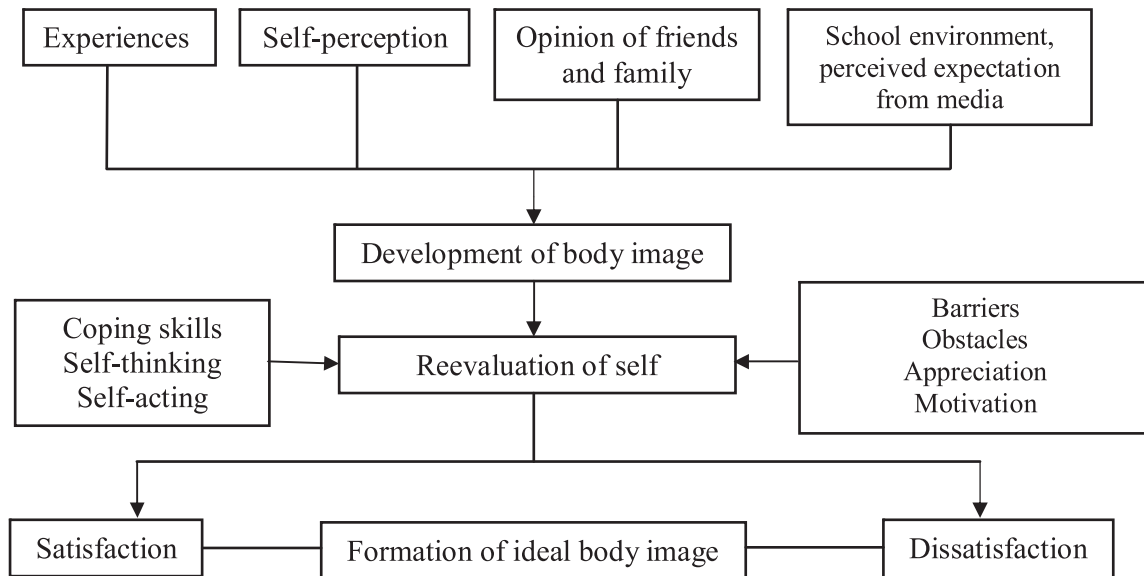 Experiences
Self-perception
Opinion of friends
and family
School environment,
perceived expectation
from media
Development of body image
Coping skills
Self-thinking
Self-acting
Reevaluation of self
Barriers
Obstacles
Appreciation
Motivation
Satisfaction
Formation of ideal body image
Dissatisfaction